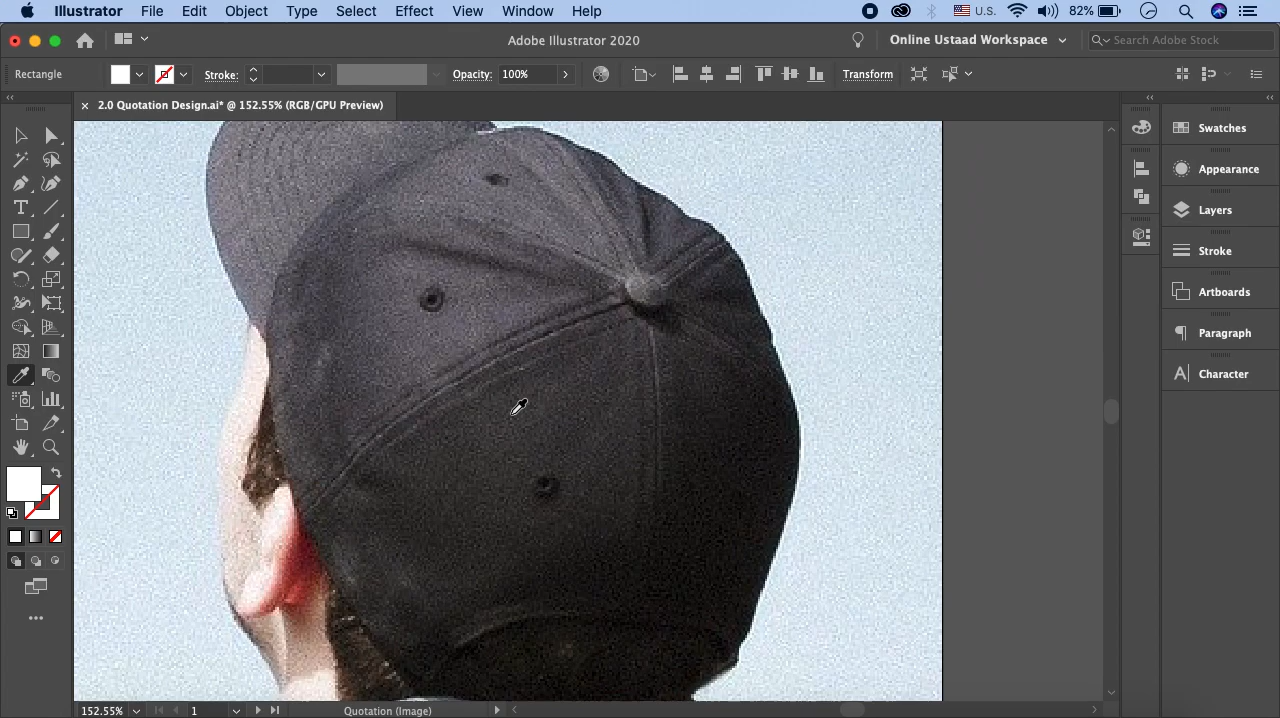 Illustrator File Edit Object Type Select Effect View Window Help U.S. 82%
Adobe Illustrator 2020 Online Ustaad Workspace Search Adobe Stock
Rectangle Stroke: Opacity: 100% Transform
2.0 Quotation Design.ai* @ 152.55% (RGB/GPU Preview)
Swatches
Appearance
Layers
Stroke
Artboards
Paragraph
Character
152.55% 1 Quotation (Image)